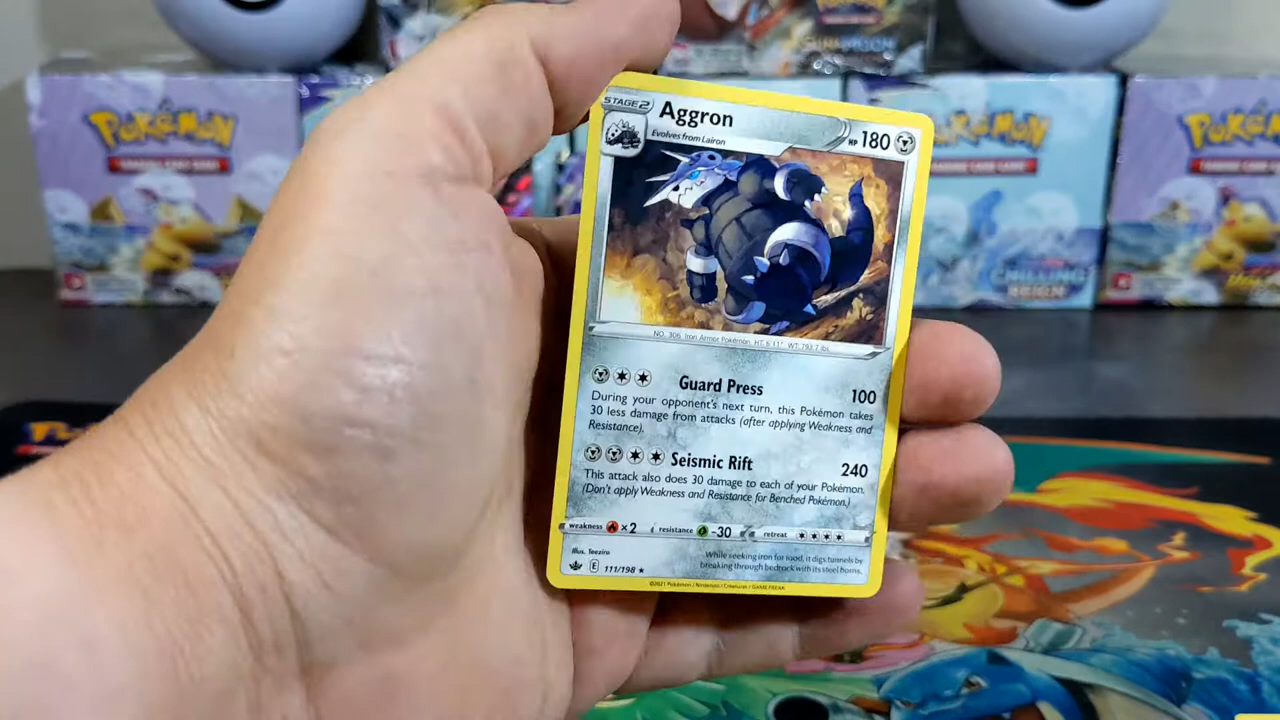 Pokémon
TRADING CARD GAME
Pokémon
TRADING CARD GAME
CHILLING
REIGN
Pokémon
TRADING CARD GAME
STAGE 2
Aggron
Evolves from Lairon
HP 180
NO. 306 Iron Armor Pokémon HT: 6'11" WT: 793.7 lbs.
Guard Press 100
During your opponent's next turn, this Pokémon takes
30 less damage from attacks (after applying Weakness and
Resistance).
Seismic Rift 240
This attack also does 30 damage to each of your Pokémon.
(Don't apply Weakness and Resistance for Benched Pokémon.)
weakness ×2 resistance -30 retreat
Illus. Teeziro
While seeking iron for food, it digs tunnels by
breaking through bedrock with its steel horns.
E 111/198 ★
©2021 Pokémon / Nintendo / Creatures / GAME FREAK